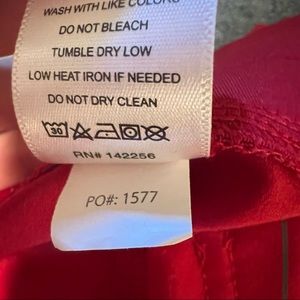 WASH WITH LIKE COLORS
DO NOT BLEACH
TUMBLE DRY LOW
LOW HEAT IRON IF NEEDED
DO NOT DRY CLEAN
30
RN# 142256
PO#: 1577